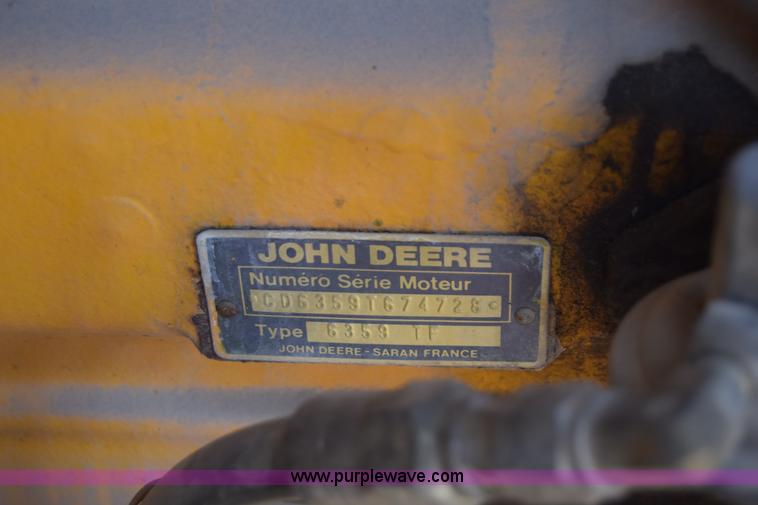 JOHN DEERE
Numéro Série Moteur
CD6359T674728
Type 6359 TF
JOHN DEERE - SARAN FRANCE
www.purplewave.com